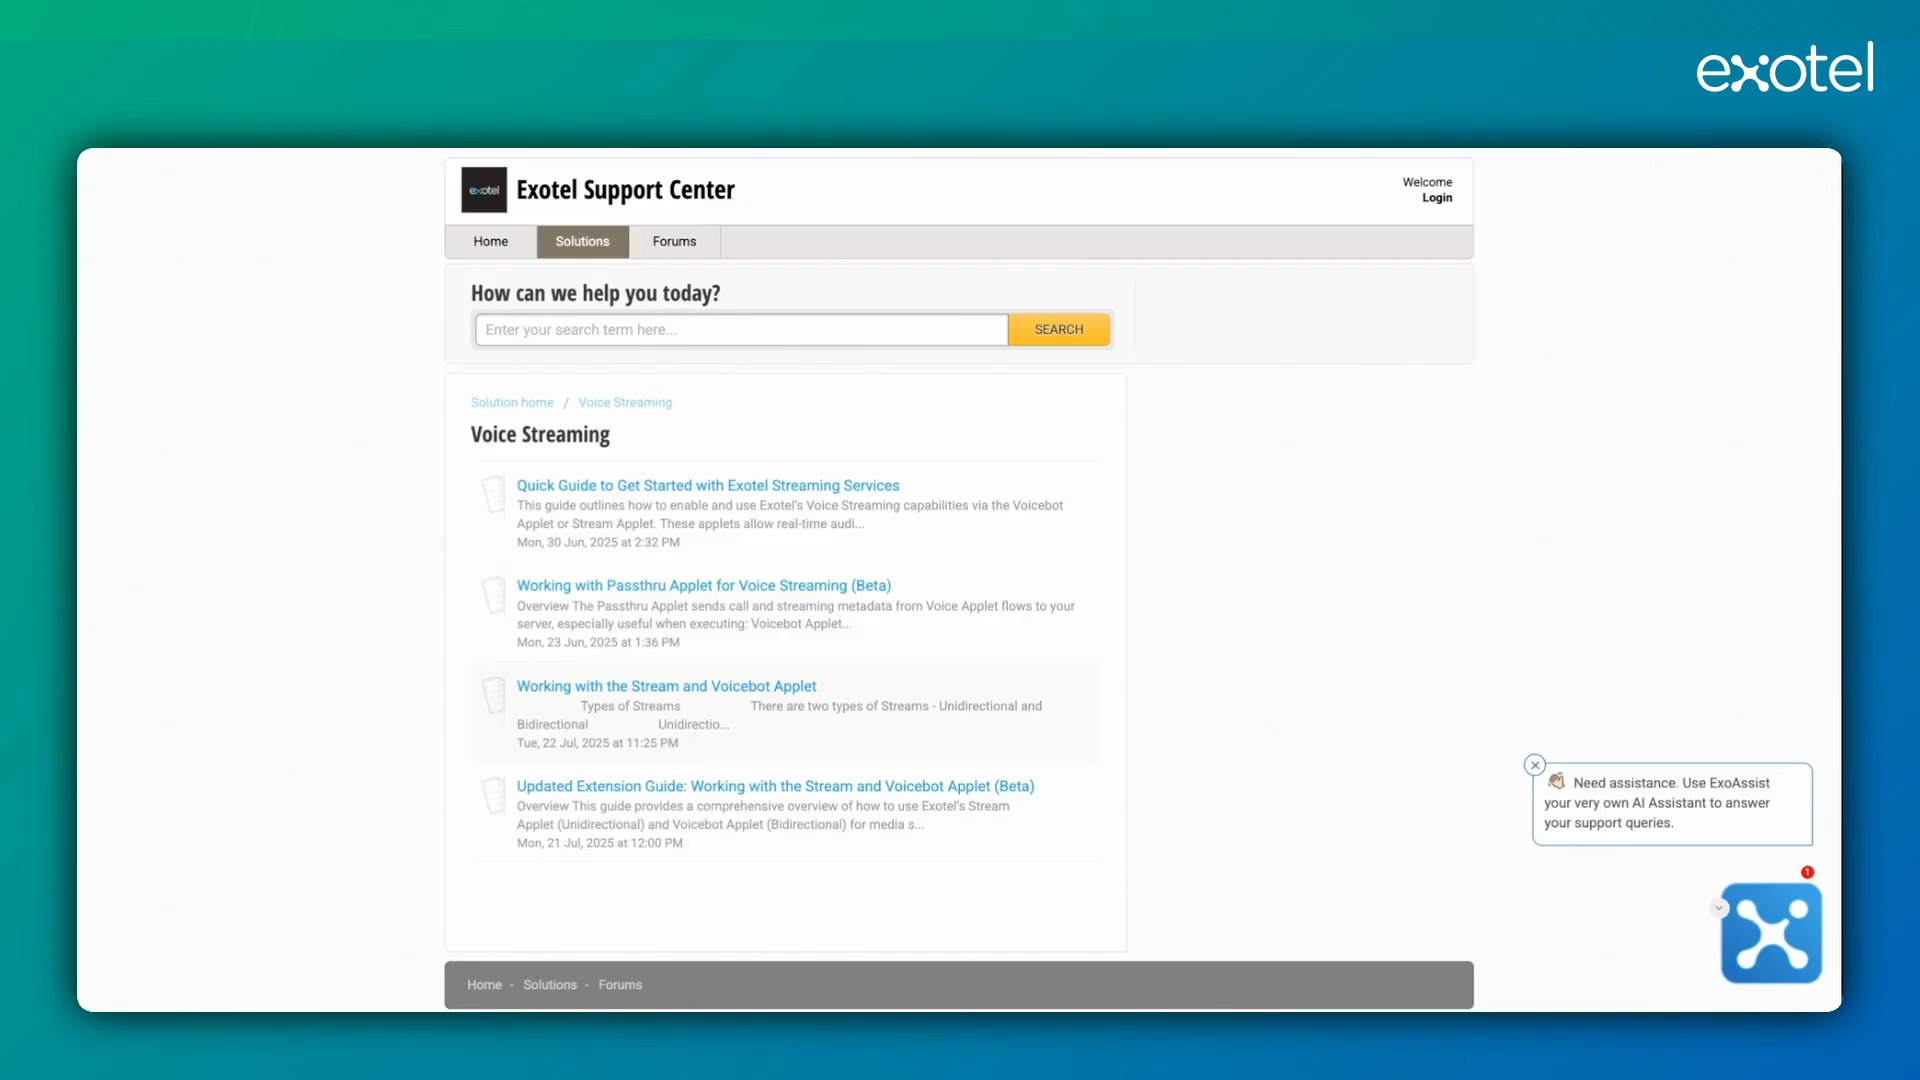 exotel
exotel
Exotel Support Center
Welcome
Login
Home
Solutions
Forums
How can we help you today?
Enter your search term here...
SEARCH
Solution home / Voice Streaming
Voice Streaming
Quick Guide to Get Started with Exotel Streaming Services
This guide outlines how to enable and use Exotel's Voice Streaming capabilities via the Voicebot
Applet or Stream Applet. These applets allow real-time audi...
Mon, 30 Jun, 2025 at 2:32 PM
Working with Passthru Applet for Voice Streaming (Beta)
Overview The Passthru Applet sends call and streaming metadata from Voice Applet flows to your
server, especially useful when executing: Voicebot Applet...
Mon, 23 Jun, 2025 at 1:36 PM
Working with the Stream and Voicebot Applet
Types of Streams There are two types of Streams - Unidirectional and
Bidirectional Unidirectio...
Tue, 22 Jul, 2025 at 11:25 PM
Updated Extension Guide: Working with the Stream and Voicebot Applet (Beta)
Overview This guide provides a comprehensive overview of how to use Exotel's Stream
Applet (Unidirectional) and Voicebot Applet (Bidirectional) for media s...
Mon, 21 Jul, 2025 at 12:00 PM
Need assistance. Use ExoAssist
your very own AI Assistant to answer
your support queries.
1
Home - Solutions - Forums